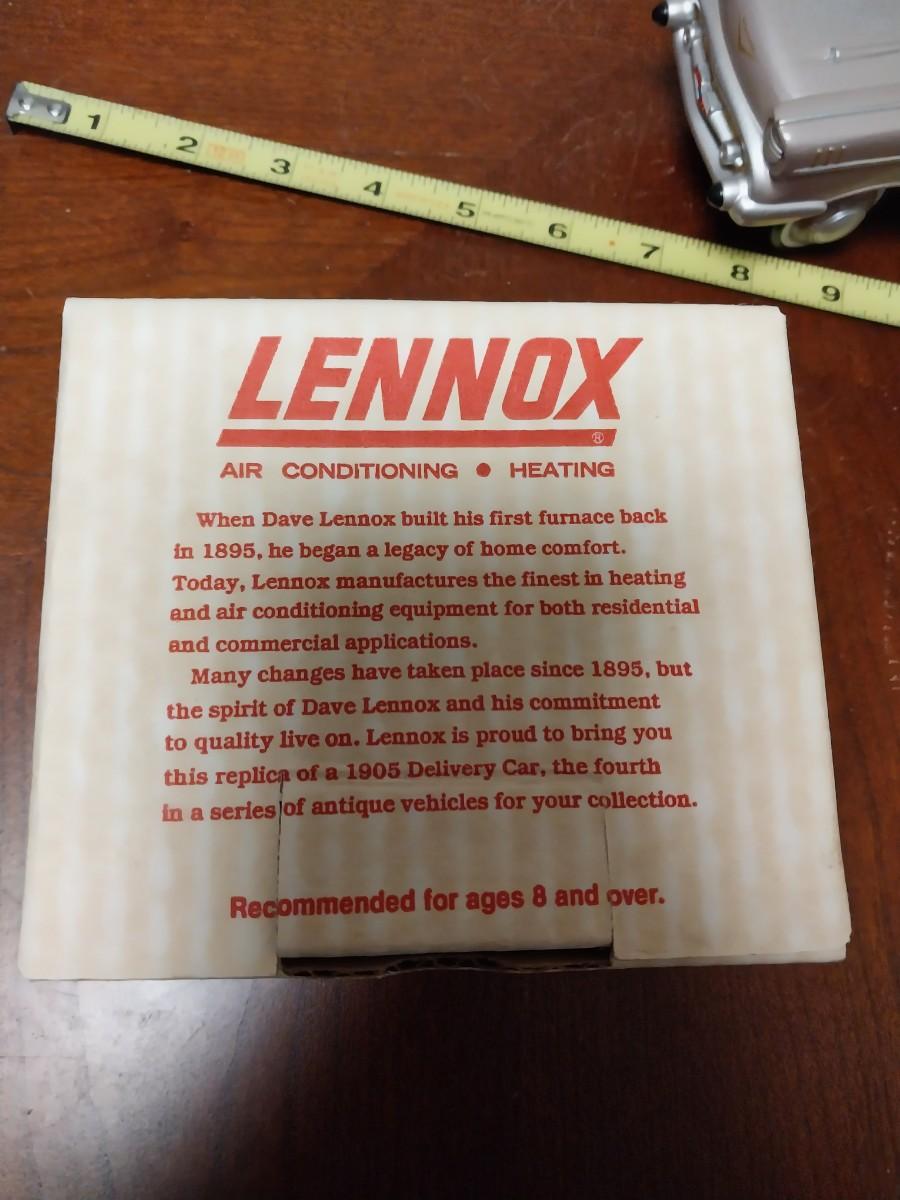 1 2 3 4 5 6 7 8 9
LENNOX
®
AIR CONDITIONING ● HEATING
When Dave Lennox built his first furnace back
in 1895, he began a legacy of home comfort.
Today, Lennox manufactures the finest in heating
and air conditioning equipment for both residential
and commercial applications.
Many changes have taken place since 1895, but
the spirit of Dave Lennox and his commitment
to quality live on. Lennox is proud to bring you
this replica of a 1905 Delivery Car, the fourth
in a series of antique vehicles for your collection.
Recommended for ages 8 and over.